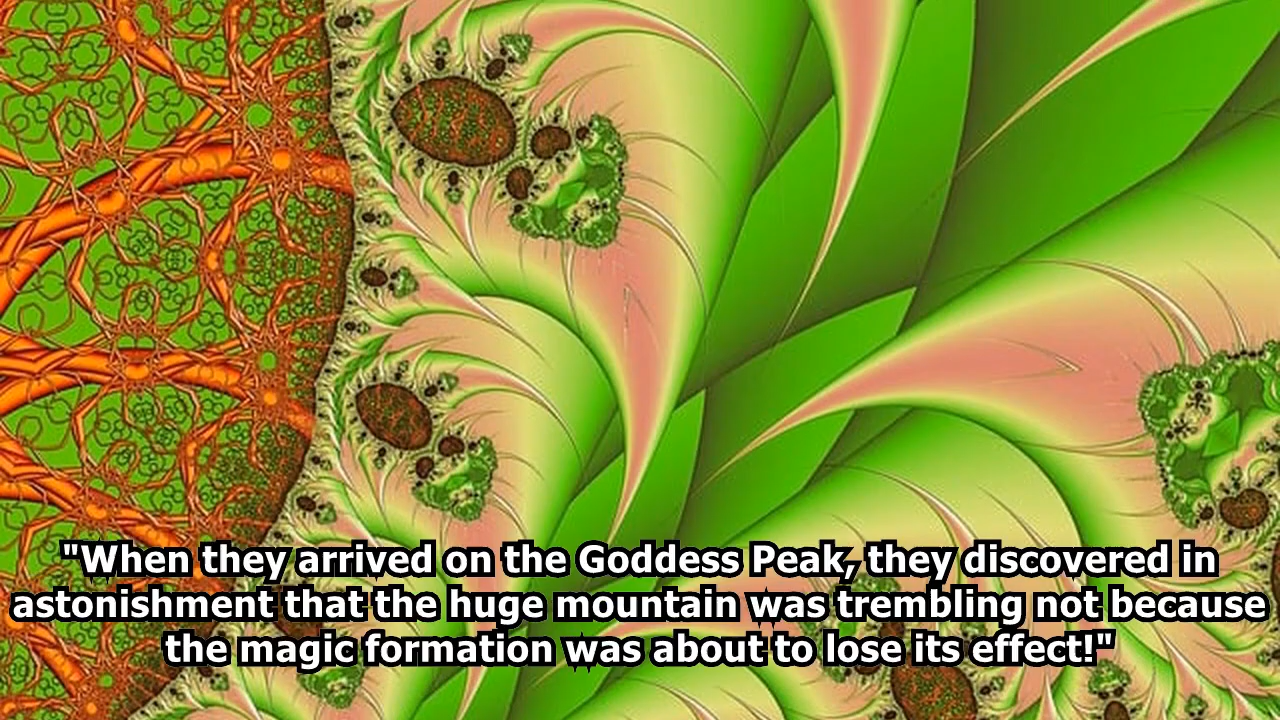 "When they arrived on the Goddess Peak, they discovered in
astonishment that the huge mountain was trembling not because
the magic formation was about to lose its effect!"